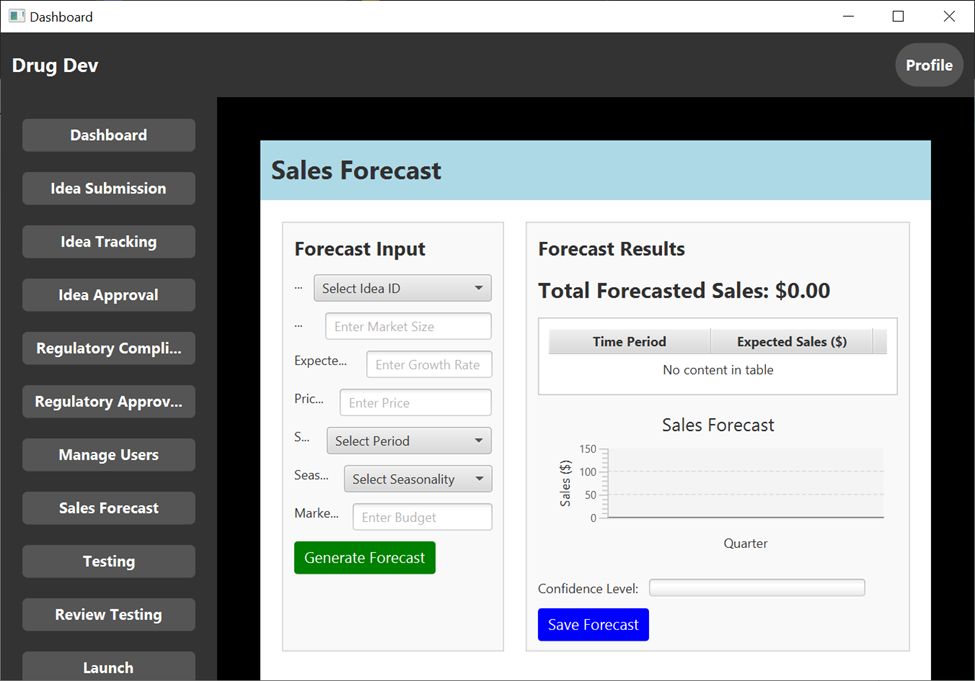 Dashboard
Drug Dev
Profile
Dashboard
Idea Submission
Idea Tracking
Idea Approval
Regulatory Compli...
Regulatory Approv...
Manage Users
Sales Forecast
Testing
Review Testing
Launch
Sales Forecast
Forecast Input
... Select Idea ID
... Enter Market Size
Expecte... Enter Growth Rate
Pric... Enter Price
S... Select Period
Seas... Select Seasonality
Marke... Enter Budget
Generate Forecast
Forecast Results
Total Forecasted Sales: $0.00
Time Period Expected Sales ($)
No content in table
Sales Forecast
Sales ($)
150
100
50
0
Quarter
Confidence Level:
Save Forecast